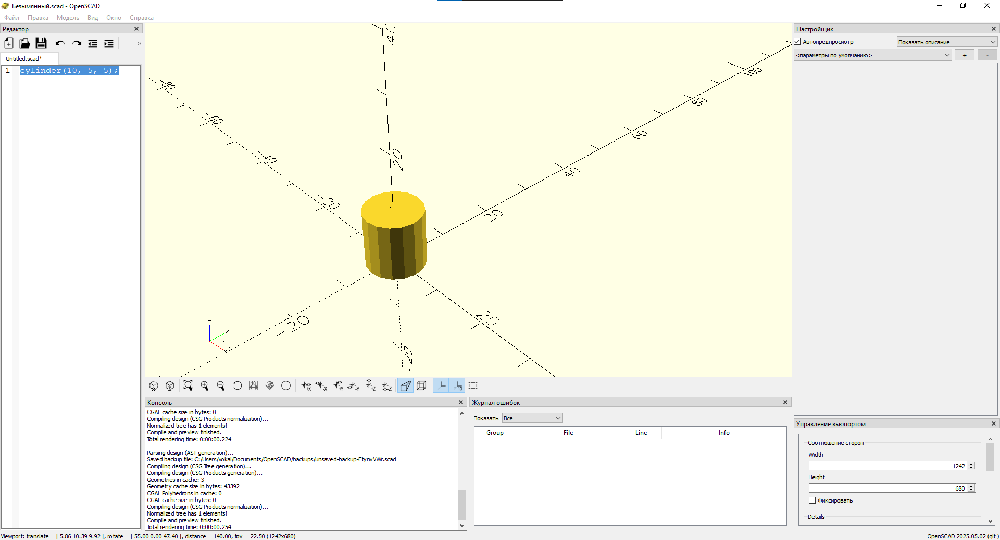 Безымянный.scad - OpenSCAD
Файл Правка Модель Вид Окно Справка
Редактор
»
Untitled.scad*
1 cylinder(10, 5, 5);
40
20
-20
-80
-60
-40
-20
20
40
60
80
100
-20
20
z
y
x
10
+X -X +Y -Y +Z -Z
10
Консоль
CGAL cache size in bytes: 0
Compiling design (CSG Products normalization)...
Normalized tree has 1 elements!
Compile and preview finished.
Total rendering time: 0:00:00.224
Parsing design (AST generation)...
Saved backup file: C:/Users/vokal/Documents/OpenSCAD/backups/unsaved-backup-EtynvVWr.scad
Compiling design (CSG Tree generation)...
Compiling design (CSG Products generation)...
Geometries in cache: 3
Geometry cache size in bytes: 43392
CGAL Polyhedrons in cache: 0
CGAL cache size in bytes: 0
Compiling design (CSG Products normalization)...
Normalized tree has 1 elements!
Compile and preview finished.
Total rendering time: 0:00:00.254
Журнал ошибок
Показать Все
Group File Line Info
Настройщик
Автопредпросмотр Показать описание
<параметры по умолчанию> + -
Управление вьюпортом
Соотношение сторон
Width
1242
Height
680
Фиксировать
Details
Viewport: translate = [ 5.86 10.39 9.92 ], rotate = [ 55.00 0.00 47.40 ], distance = 140.00, fov = 22.50 (1242x680)
OpenSCAD 2025.05.02 (git )